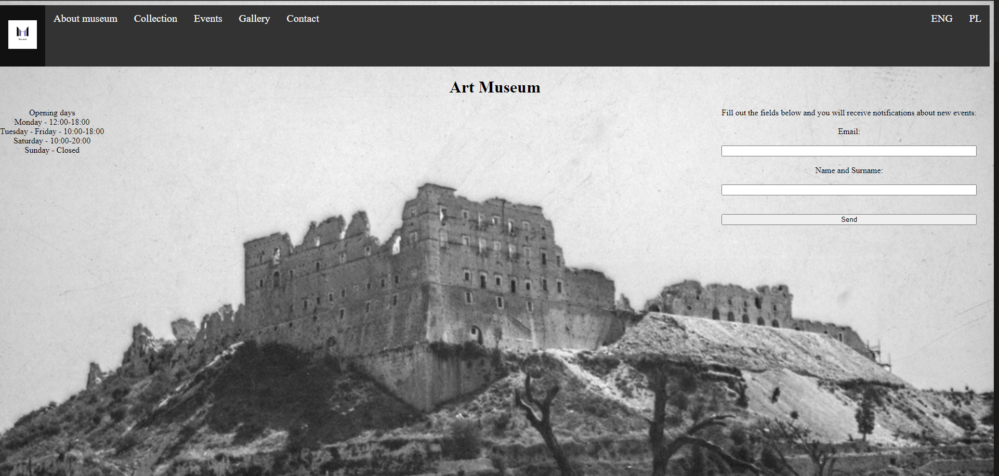 About museum
Collection
Events
Gallery
Contact
ENG
PL
Museum
Art Museum
Opening days
Monday - 12:00-18:00
Tuesday - Friday - 10:00-18:00
Saturday - 10:00-20:00
Sunday - Closed
Fill out the fields below and you will receive notifications about new events:
Email:
Name and Surname:
Send